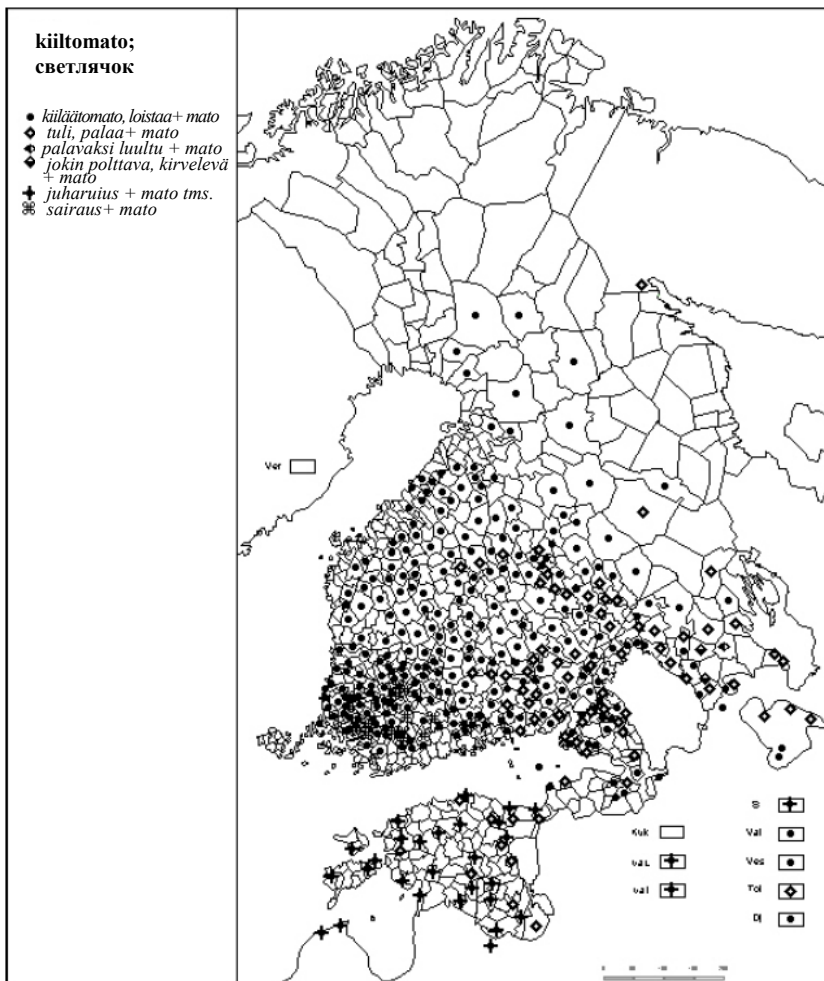 kiiltomato;
светлячок
kiiläätomato, loistaa+ mato
tuli, palaa+ mato
palavaksi luultu + mato
jokin polttava, kirvelevä
+ mato
juharuius + mato tms.
sairaus+ mato
Ver
Kuk
Val
Ves
Tol
Dj